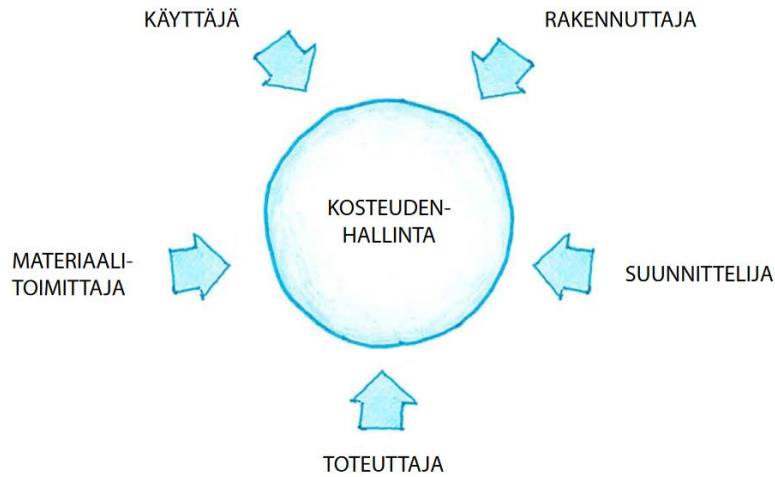 KÄYTTÄJÄ
RAKENNUTTAJA
KOSTEUDEN-
HALLINTA
MATERIAALI-
TOIMITTAJA
SUUNNITTELIJA
TOTEUTTAJA